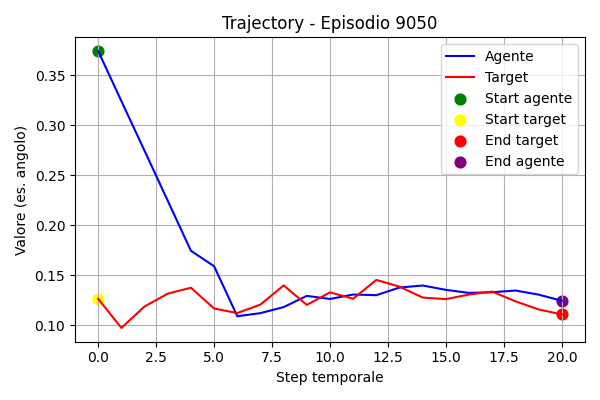 Trajectory - Episodio 9050
Agente
Target
Start agente
Start target
End target
End agente
Valore (es. angolo)
0.35
0.30
0.25
0.20
0.15
0.10
0.0 2.5 5.0 7.5 10.0 12.5 15.0 17.5 20.0
Step temporale